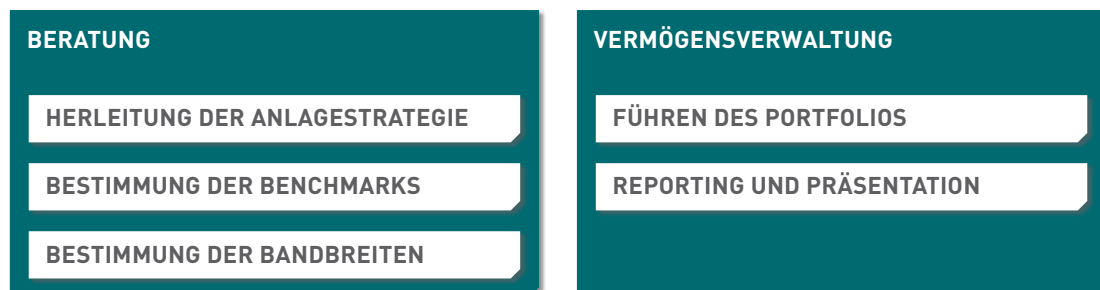 BERATUNG
HERLEITUNG DER ANLAGESTRATEGIE
BESTIMMUNG DER BENCHMARKS
BESTIMMUNG DER BANDBREITEN
VERMÖGENSVERWALTUNG
FÜHREN DES PORTFOLIOS
REPORTING UND PRÄSENTATION